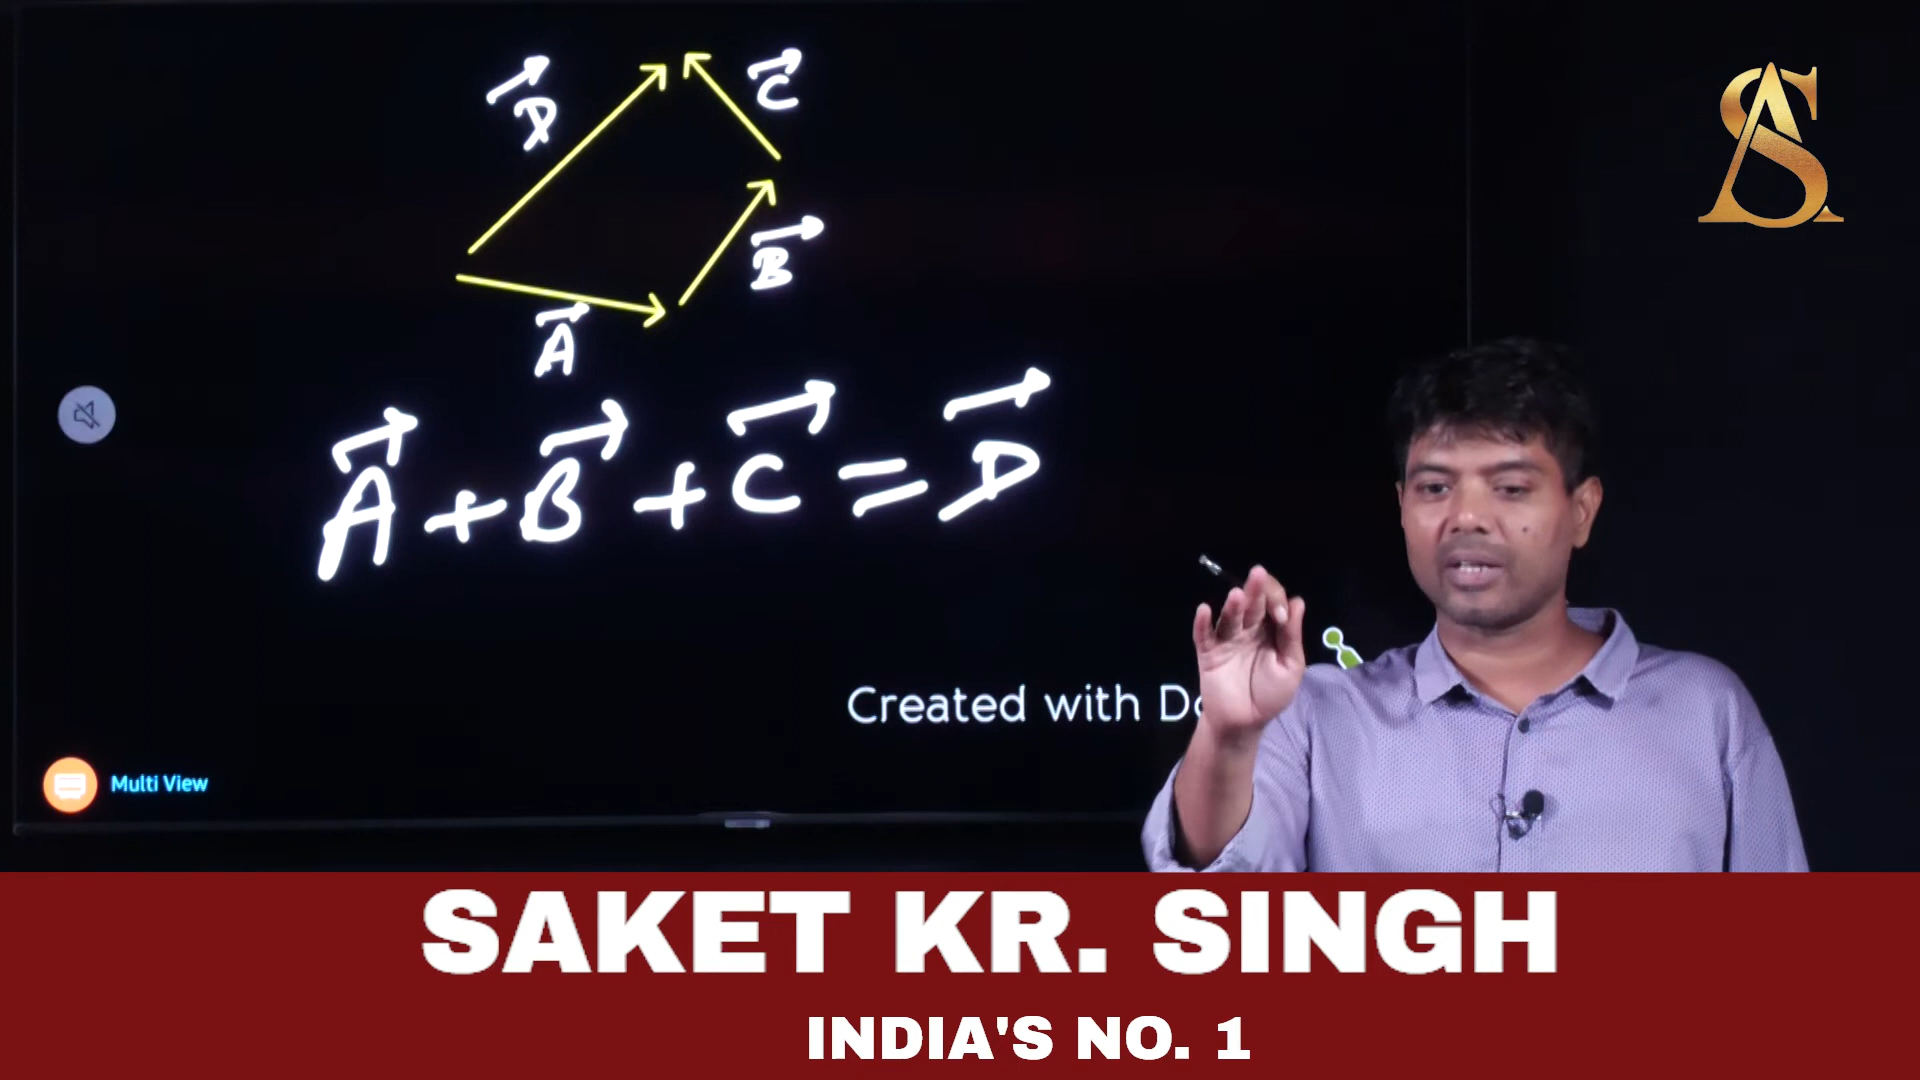 D⃗
C⃗
B⃗
A⃗
A⃗ + B⃗ + C⃗ = D⃗
Created with
Multi View
SAKET KR. SINGH
INDIA'S NO. 1